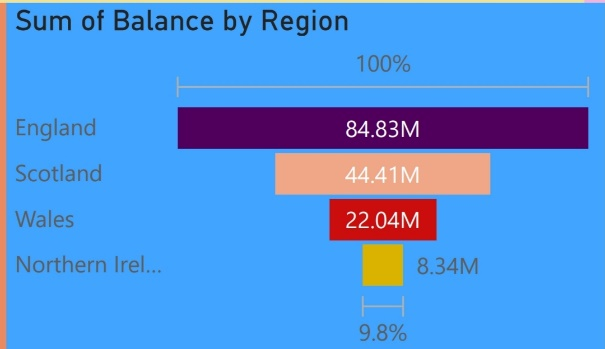 Sum of Balance by Region
100%
England 84.83M
Scotland 44.41M
Wales 22.04M
Northern Irel... 8.34M
9.8%